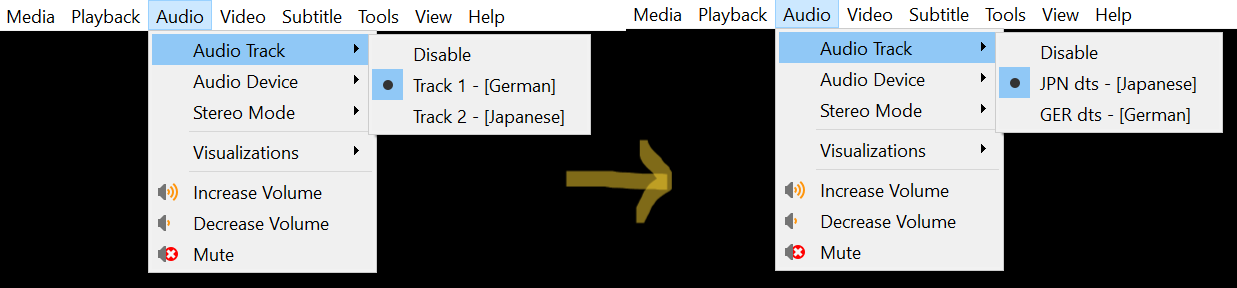 Media Playback Audio Video Subtitle Tools View Help
Audio Track
Audio Device
Stereo Mode
Visualizations
Increase Volume
Decrease Volume
Mute
Disable
Track 1 - [German]
Track 2 - [Japanese]
Media Playback Audio Video Subtitle Tools View Help
Audio Track
Audio Device
Stereo Mode
Visualizations
Increase Volume
Decrease Volume
Mute
Disable
JPN dts - [Japanese]
GER dts - [German]